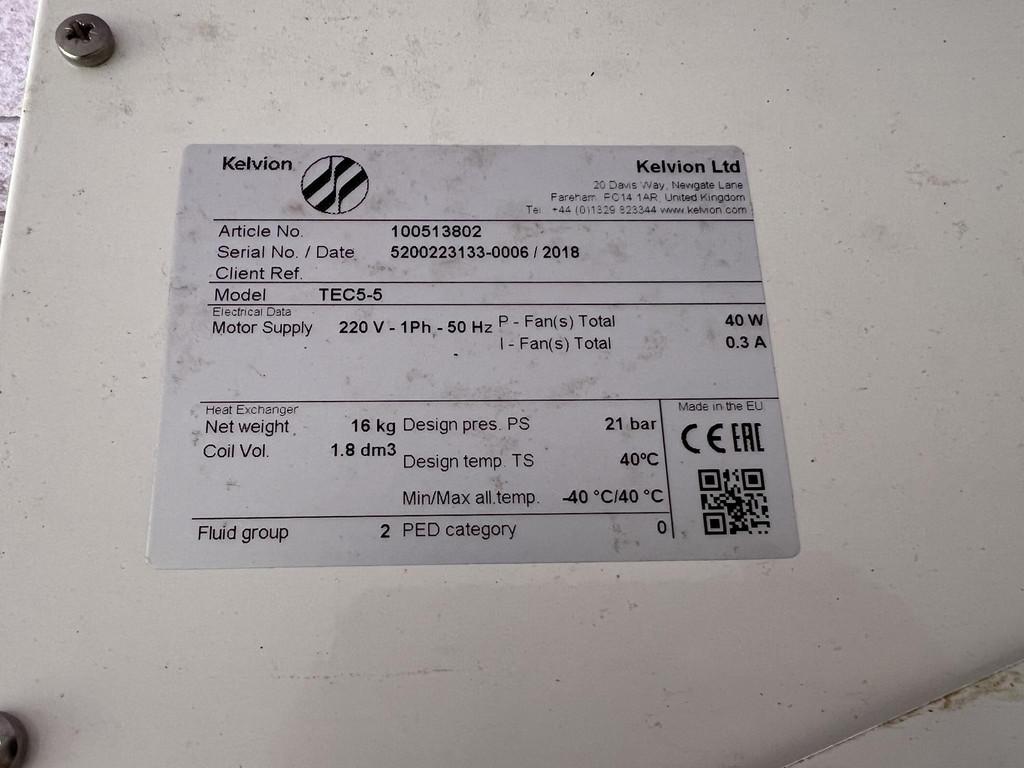 Kelvion
Kelvion Ltd
20 Davis Way, Newgate Lane
Fareham, PO14 1AR, United Kingdom
Tel. +44 (0)1329 823344 www.kelvion.com
Article No. 100513802
Serial No. / Date 5200223133-0006 / 2018
Client Ref.
Model TEC5-5
Electrical Data
Motor Supply 220 V - 1Ph - 50 Hz P - Fan(s) Total 40 W
I - Fan(s) Total 0.3 A
Heat Exchanger
Net weight 16 kg Design pres. PS 21 bar
Coil Vol. 1.8 dm3
Design temp. TS 40°C
Min/Max all.temp. -40 °C/40 °C
Fluid group 2 PED category 0
Made in the EU
CE EAC